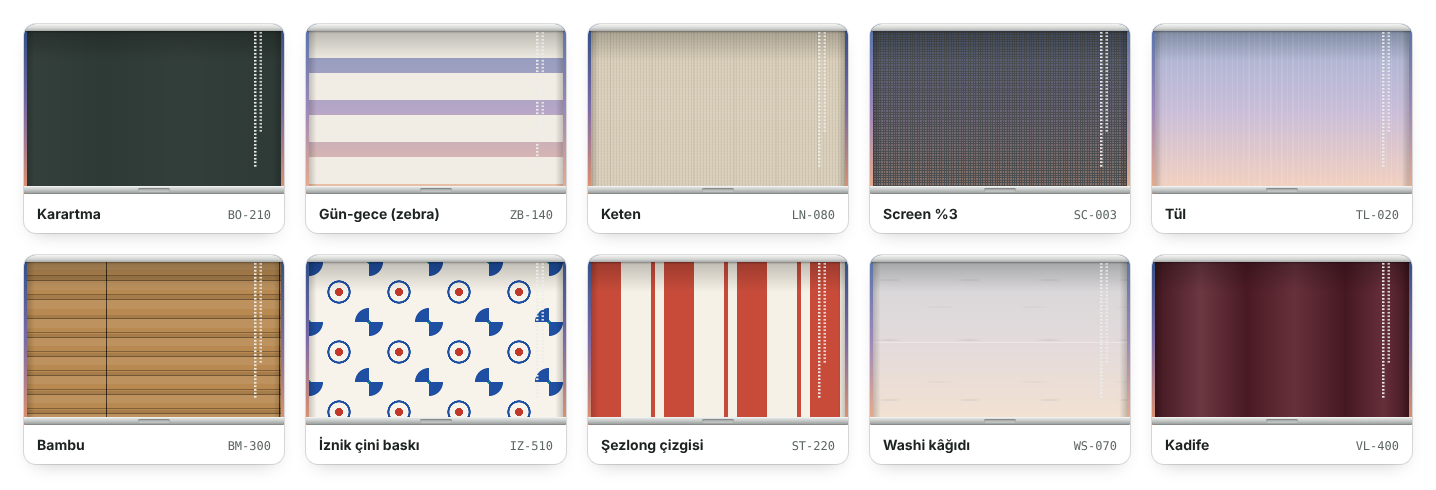 Karartma BO-210
Gün-gece (zebra) ZB-140
Keten LN-080
Screen %3 SC-003
Tül TL-020
Bambu BM-300
İznik çini baskı IZ-510
Şezlong çizgisi ST-220
Washi kâğıdı WS-070
Kadife VL-400